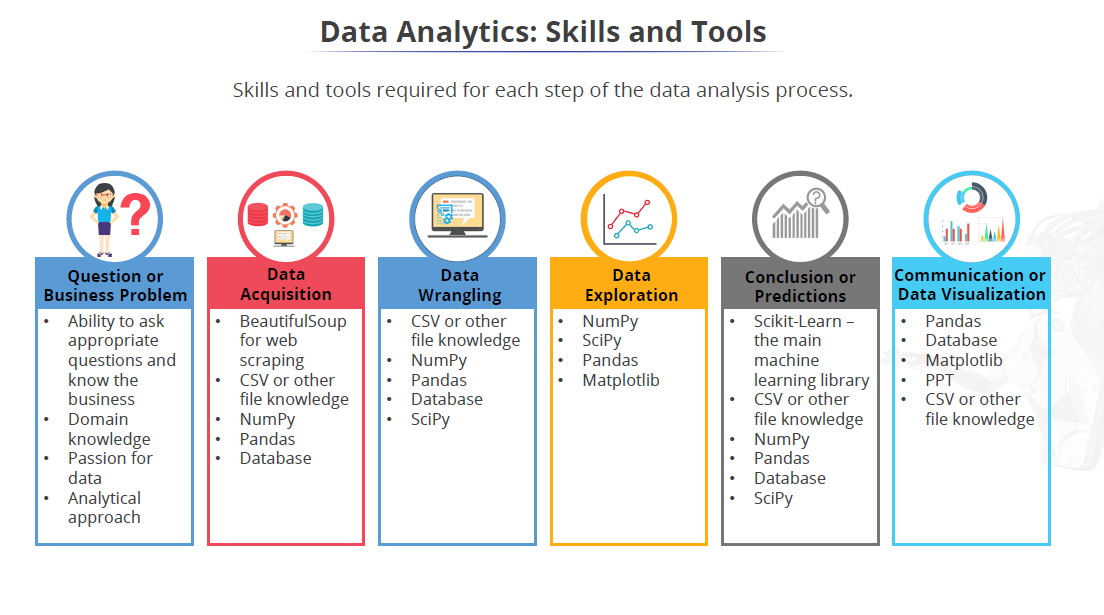 Data Analytics: Skills and Tools
Skills and tools required for each step of the data analysis process.
Question or
Business Problem
• Ability to ask
appropriate
questions and
know the
business
• Domain
knowledge
• Passion for
data
• Analytical
approach
Data
Acquisition
• BeautifulSoup
for web
scraping
• CSV or other
file knowledge
• NumPy
• Pandas
• Database
Data
Wrangling
• CSV or other
file knowledge
• NumPy
• Pandas
• Database
• SciPy
Data
Exploration
• NumPy
• SciPy
• Pandas
• Matplotlib
Conclusion or
Predictions
• Scikit-Learn –
the main
machine
learning library
• CSV or other
file knowledge
• NumPy
• Pandas
• Database
• SciPy
Communication or
Data Visualization
• Pandas
• Database
• Matplotlib
• PPT
• CSV or other
file knowledge